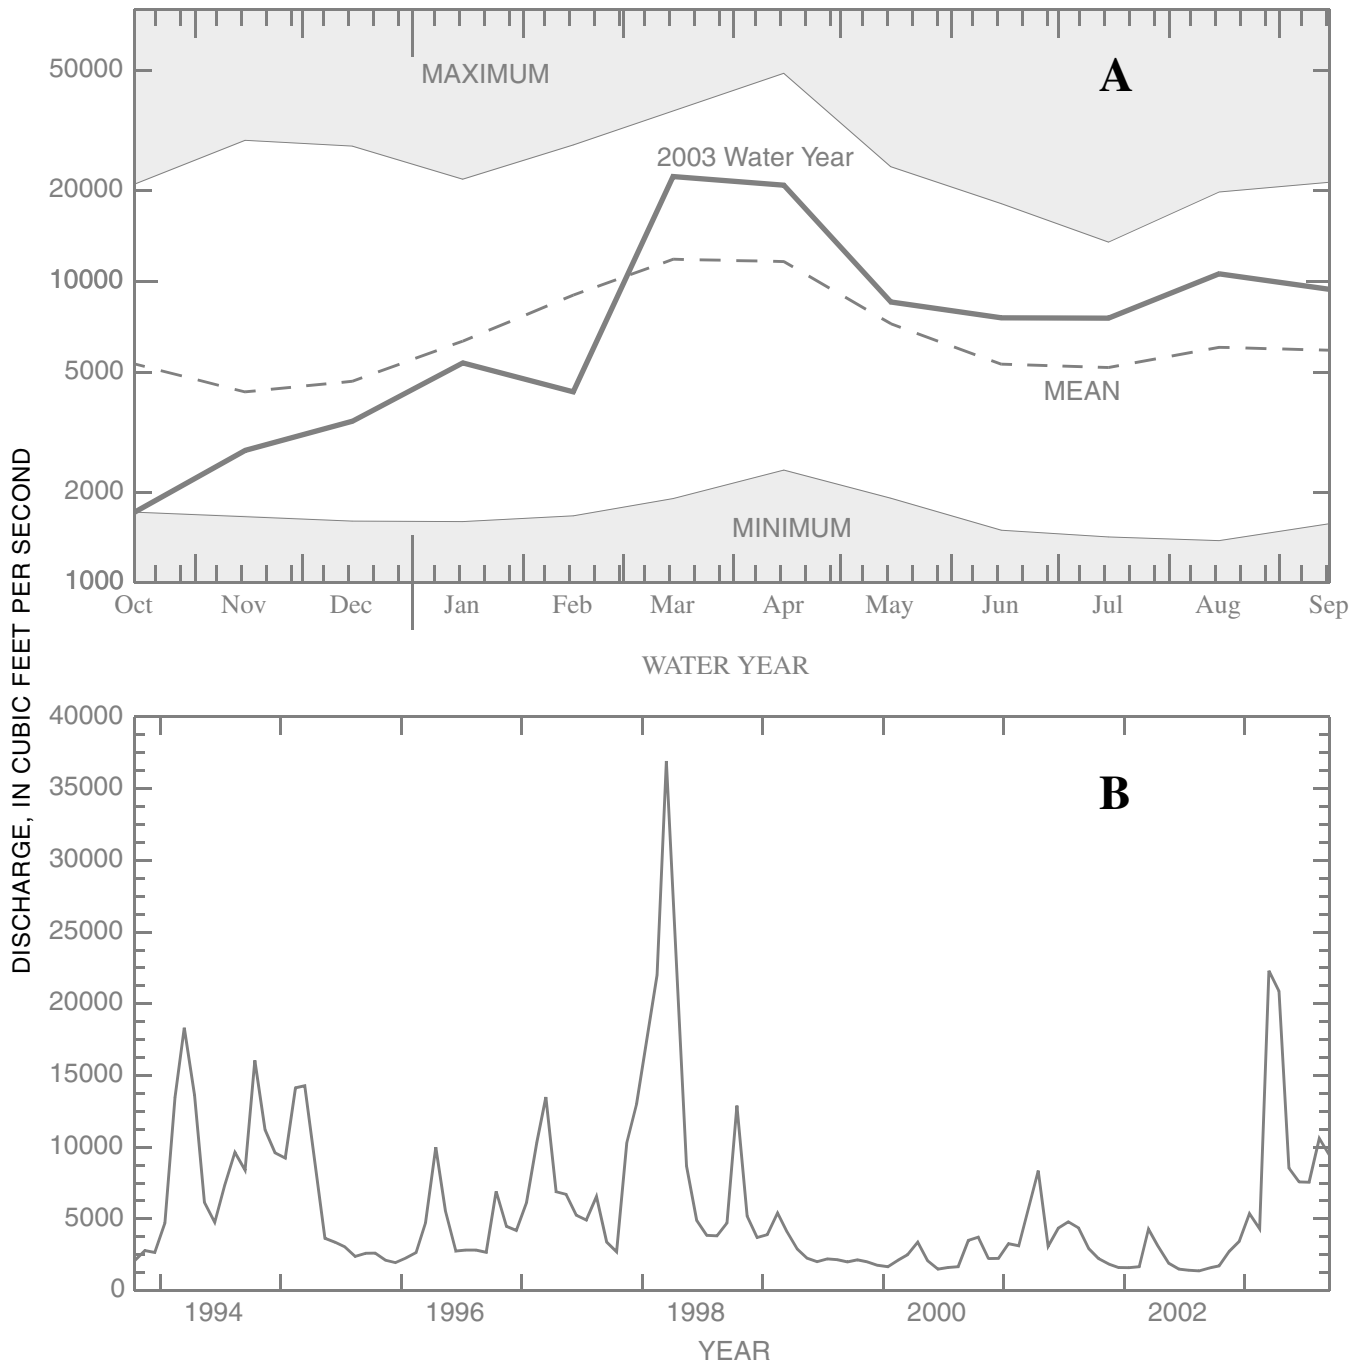 DISCHARGE, IN CUBIC FEET PER SECOND
A
50000
20000
10000
5000
2000
1000
MAXIMUM
2003 Water Year
MEAN
MINIMUM
Oct Nov Dec Jan Feb Mar Apr May Jun Jul Aug Sep
WATER YEAR
B
40000
35000
30000
25000
20000
15000
10000
5000
0
1994 1996 1998 2000 2002
YEAR